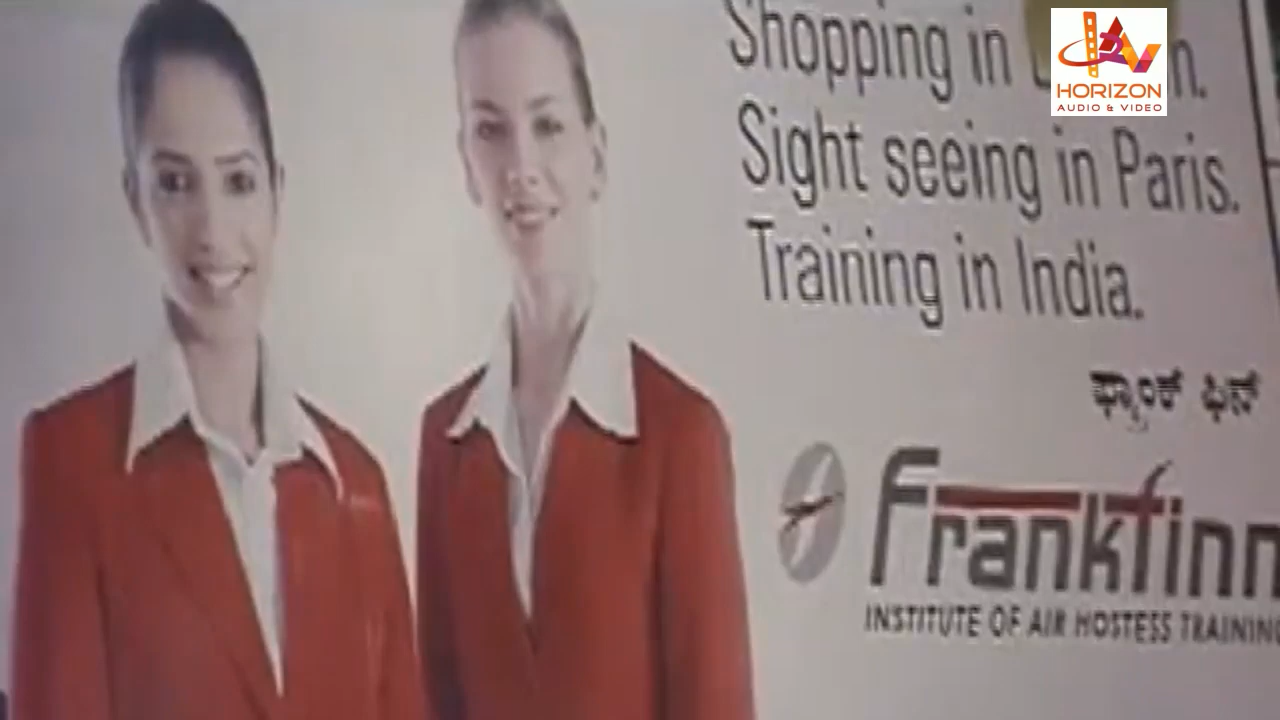 Shopping in
Sight seeing in Paris.
Training in India.
ಫ್ರ್ಯಾಂಕ್ ಫಿನ್
Frankfinn
INSTITUTE OF AIR HOSTESS TRAINING
HORIZON
AUDIO & VIDEO